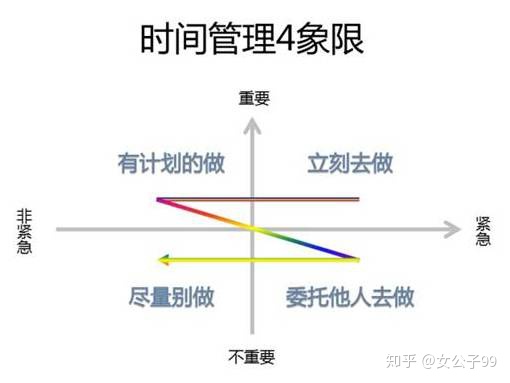 时间管理4象限
重要
有计划的做
立刻去做
非紧急
紧急
尽量别做
委托他人去做
不重要
知乎 @女公子99